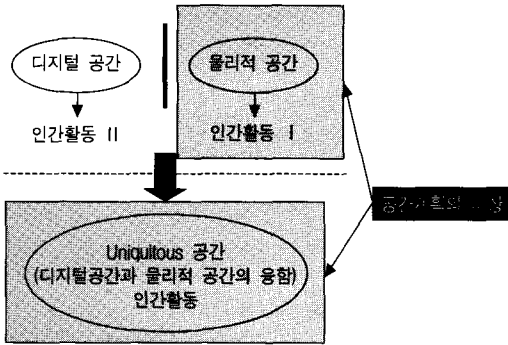 디지털 공간
물리적 공간
인간활동 II
인간활동 I
Uniquitous 공간
(디지털공간과 물리적 공간의 융합)
인간활동